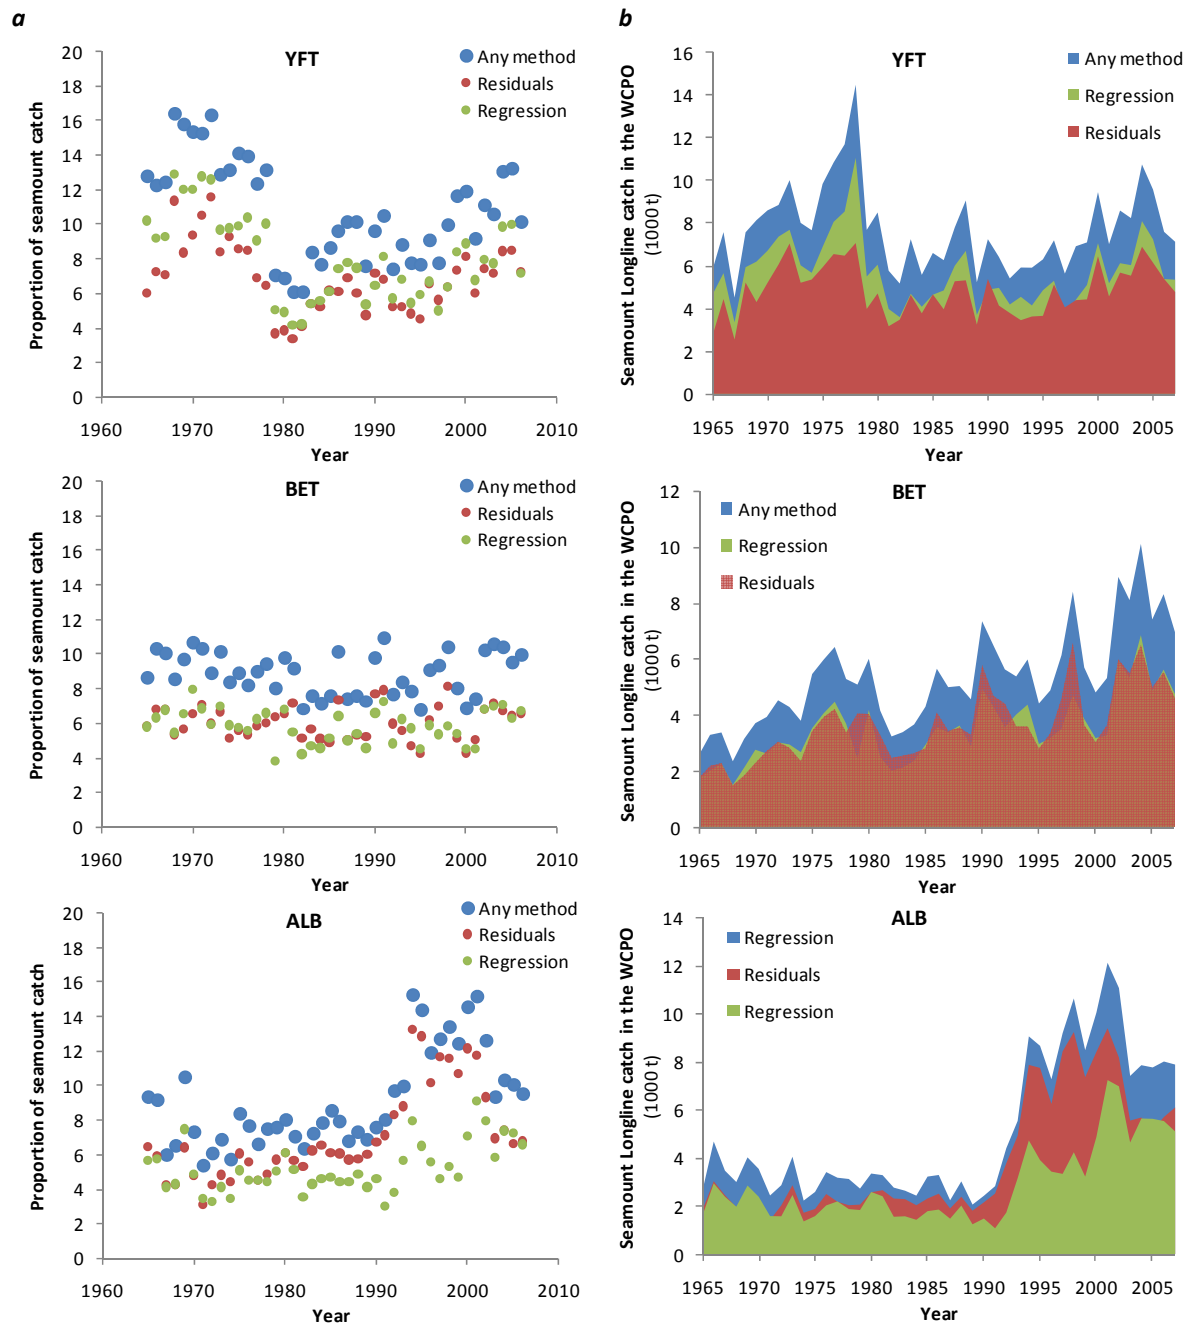 a
YFT
Any method
Residuals
Regression
Proportion of seamount catch
20
18
16
14
12
10
8
6
4
2
0
1960 1970 1980 1990 2000 2010
Year
b
YFT
Any method
Regression
Residuals
Seamount Longline catch in the WCPO
(1000 t)
16
14
12
10
8
6
4
2
0
1965 1970 1975 1980 1985 1990 1995 2000 2005
Year
BET
Any method
Residuals
Regression
Proportion of seamount catch
20
18
16
14
12
10
8
6
4
2
0
1960 1970 1980 1990 2000 2010
Year
BET
Any method
Regression
Residuals
Seamount Longline catch in the WCPO
(1000 t)
12
10
8
6
4
2
0
1965 1970 1975 1980 1985 1990 1995 2000 2005
Year
ALB
Any method
Residuals
Regression
Proportion of seamount catch
20
18
16
14
12
10
8
6
4
2
0
1960 1970 1980 1990 2000 2010
Year
ALB
Regression
Residuals
Regression
Seamount Longline catch in the WCPO
(1000 t)
14
12
10
8
6
4
2
0
1965 1970 1975 1980 1985 1990 1995 2000 2005
Year